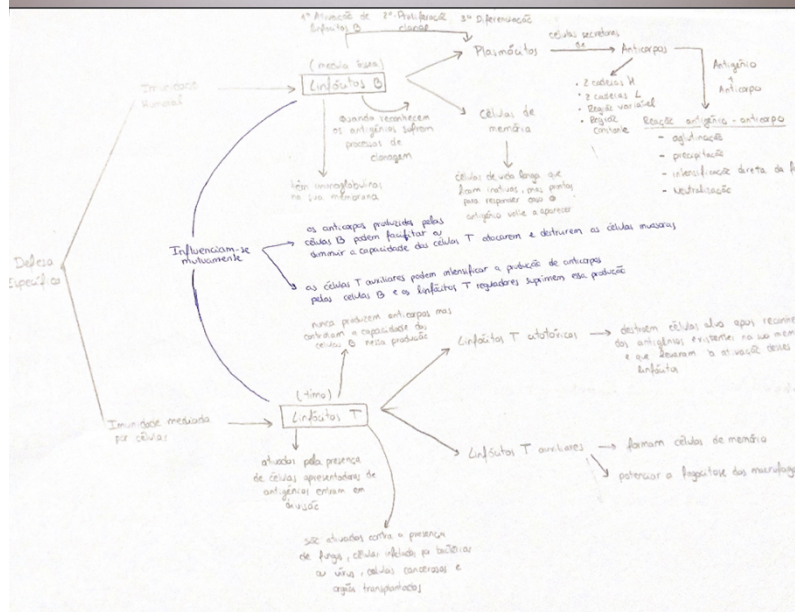 1º Ativação de 2º Proliferação 3º Diferenciação
linfócitos B clonal
(medula óssea)
Linfócitos B
Plasmócitos
células secretoras
de
Anticorpos
Antigénio
Anticorpo
• 2 cadeias H
• 2 cadeias L
• Região variável
• Região
constante
Reação antigénio - anticorpo
- aglutinação
- precipitação
- intensificação direta da
- Neutralização
Imunidade
Humoral
quando reconhecem
os antigénios sofrem
processos de
clonagem
têm imunoglobulinas
na sua membrana
Células de
memória
células de vida longa que
ficam inativas, mas prontas
para responder caso o
antigénio volte a aparecer
Defesa
Específica
Influenciam-se
mutuamente
os anticorpos produzidos pelas
células B podem facilitar ou
diminuir a capacidade das células T atacarem e destruirem as células
as células T auxiliares podem intensificar a produção de anticorpos
pelas células B e os linfócitos T reguladores suprimem essa produção
nunca produzem anticorpos mas
controlam a capacidade das
células B nessa produção
(timo)
Linfócitos T
Imunidade mediada
por células
Linfócitos T citotóxicos
destroem células alvo após
dos antigénios existentes na sua
e que levaram à ativação desses
linfócitos
Linfócitos T auxiliares
formam células de memória
potenciar a fagocitose dos
ativados pela presença
de células apresentadoras de
antigénios entram em
divisão
são ativados contra a presença
de fungos, células infetadas por bactérias
ou vírus, células cancerosas e
orgãos transplantados